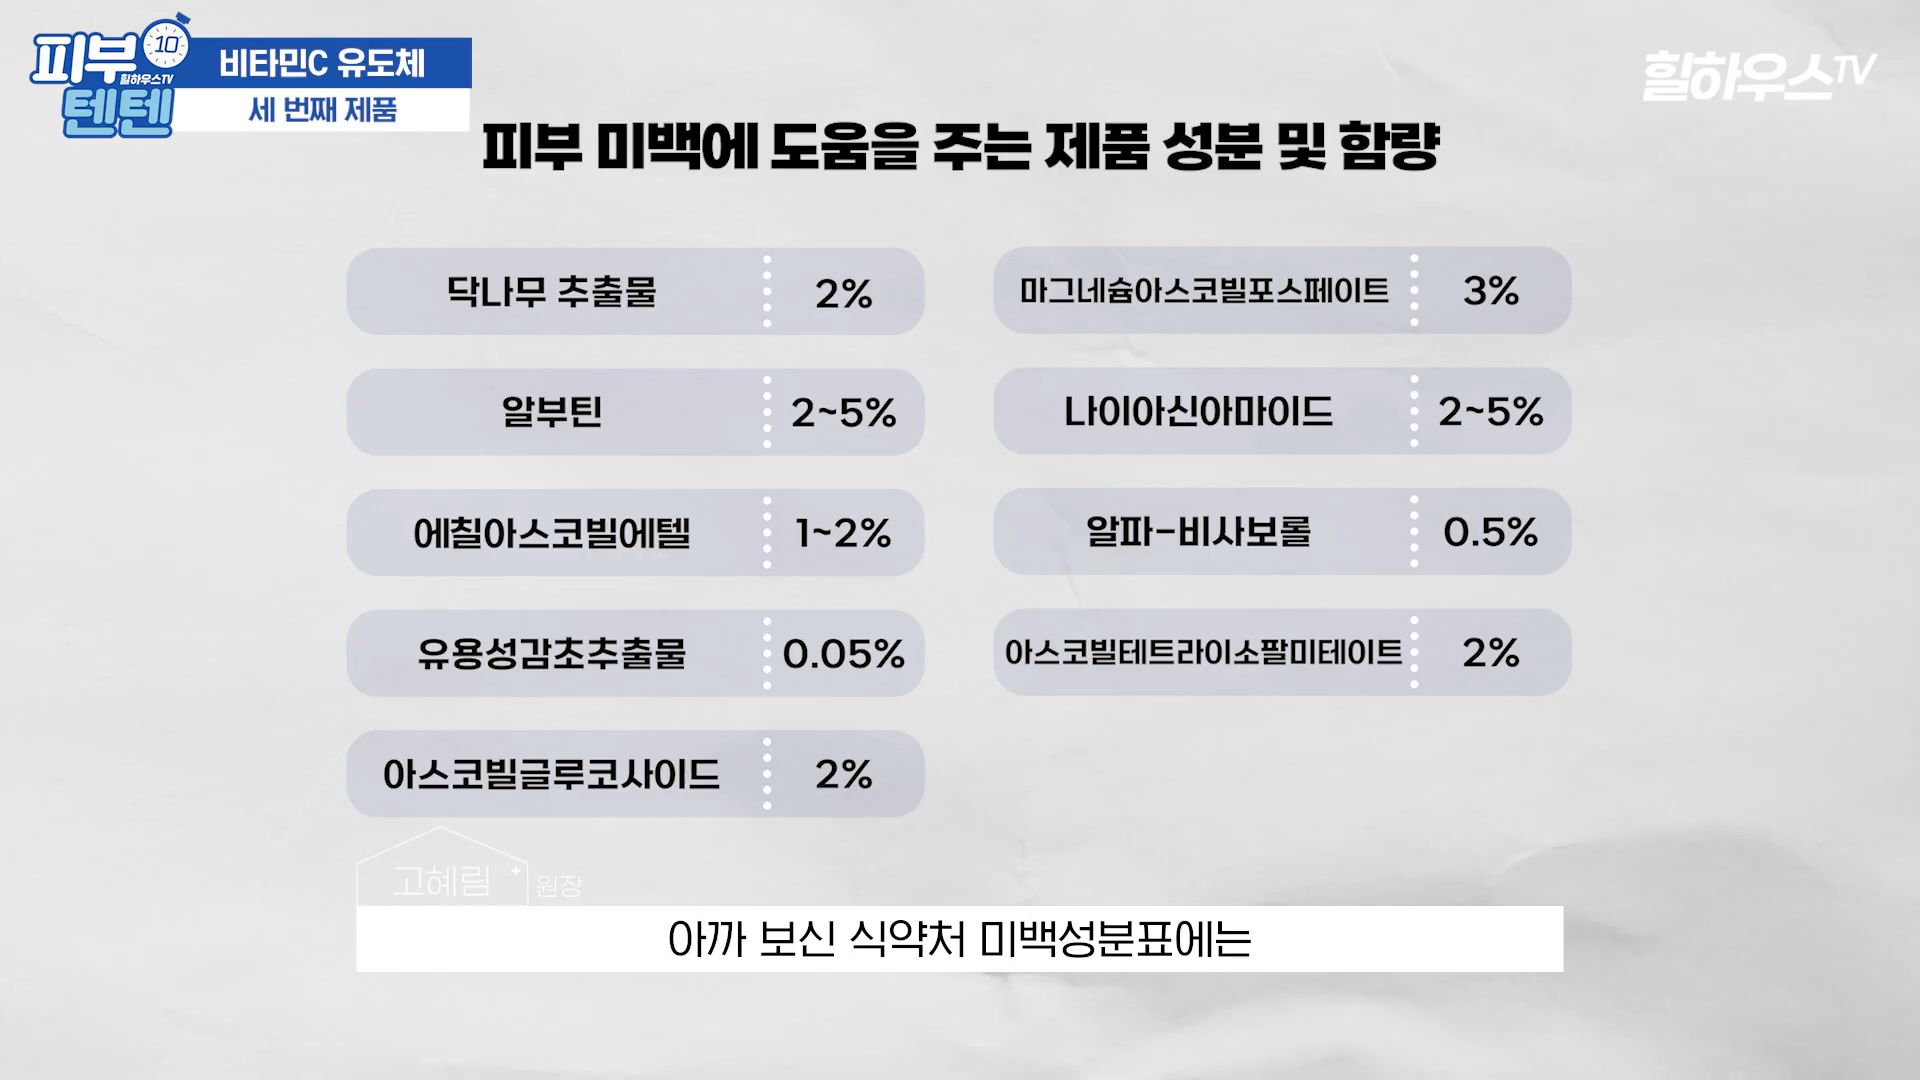 피부
10
힐하우스TV
텐텐
비타민C 유도체
세 번째 제품
힐하우스TV
피부 미백에 도움을 주는 제품 성분 및 함량
닥나무 추출물 2%
마그네슘아스코빌포스페이트 3%
알부틴 2~5%
나이아신아마이드 2~5%
에칠아스코빌에텔 1~2%
알파-비사보롤 0.5%
유용성감초추출물 0.05%
아스코빌테트라이소팔미테이트 2%
아스코빌글루코사이드 2%
고혜림 원장
아까 보신 식약처 미백성분표에는